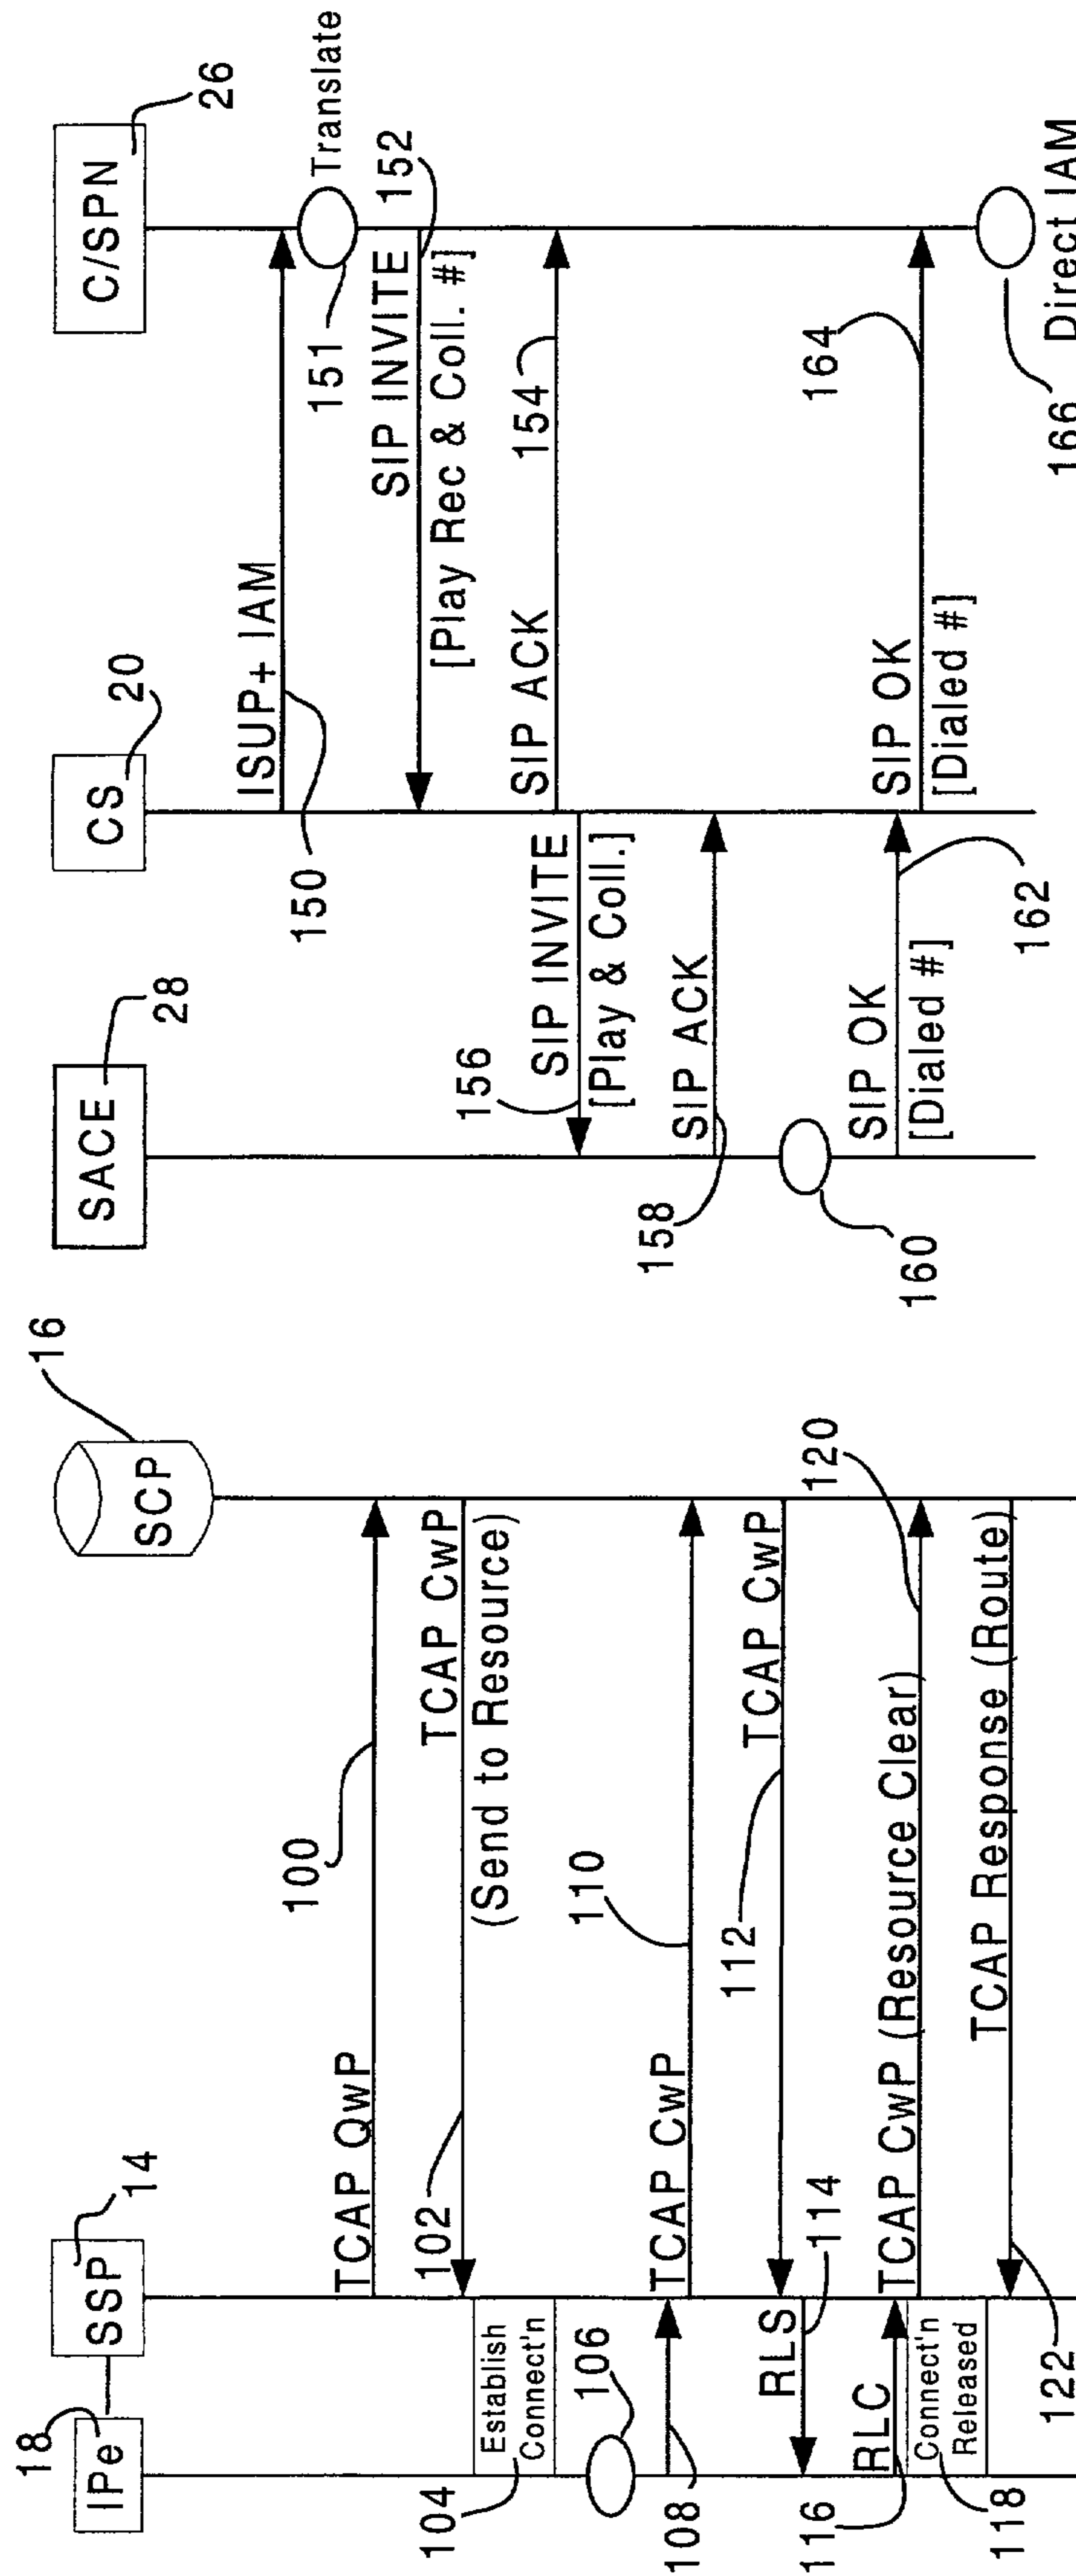 18
IPe
SSP
14
SCP
16
TCAP QwP
100
102
TCAP CwP
(Send to Resource)
104
Establish
Connect'n
106
108
TCAP CwP
110
112
TCAP CwP
RLS
114
116
RLC
TCAP CwP (Resource Clear)
120
Connect'n
Released
118
TCAP Response (Route)
122
SACE
28
CS
20
C/SPN
26
ISUP+ IAM
150
151
Translate
SIP INVITE
152
[Play Rec & Coll. #]
SIP ACK
154
156
SIP INVITE
[Play & Coll.]
158
SIP ACK
160
SIP OK
[Dialed #]
162
SIP OK
[Dialed #]
164
166
Direct IAM